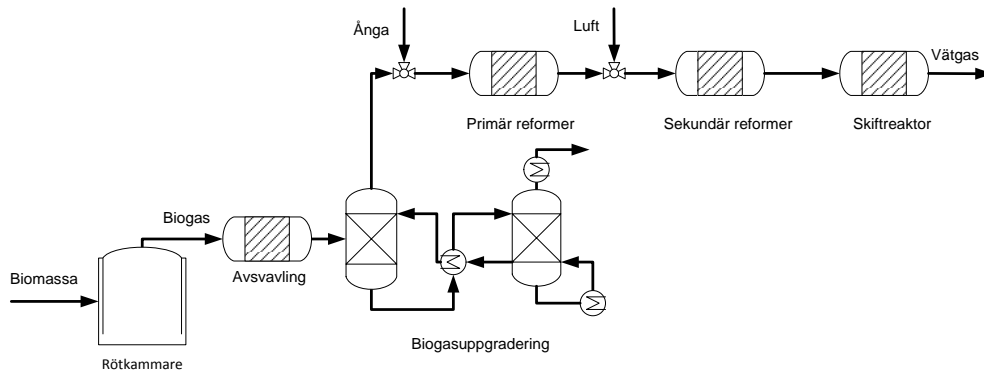 Ånga
Luft
Vätgas
Primär reformer
Sekundär reformer
Skiftreaktor
Biogas
Biomassa
Avsvavling
Biogasuppgradering
Rötkammare